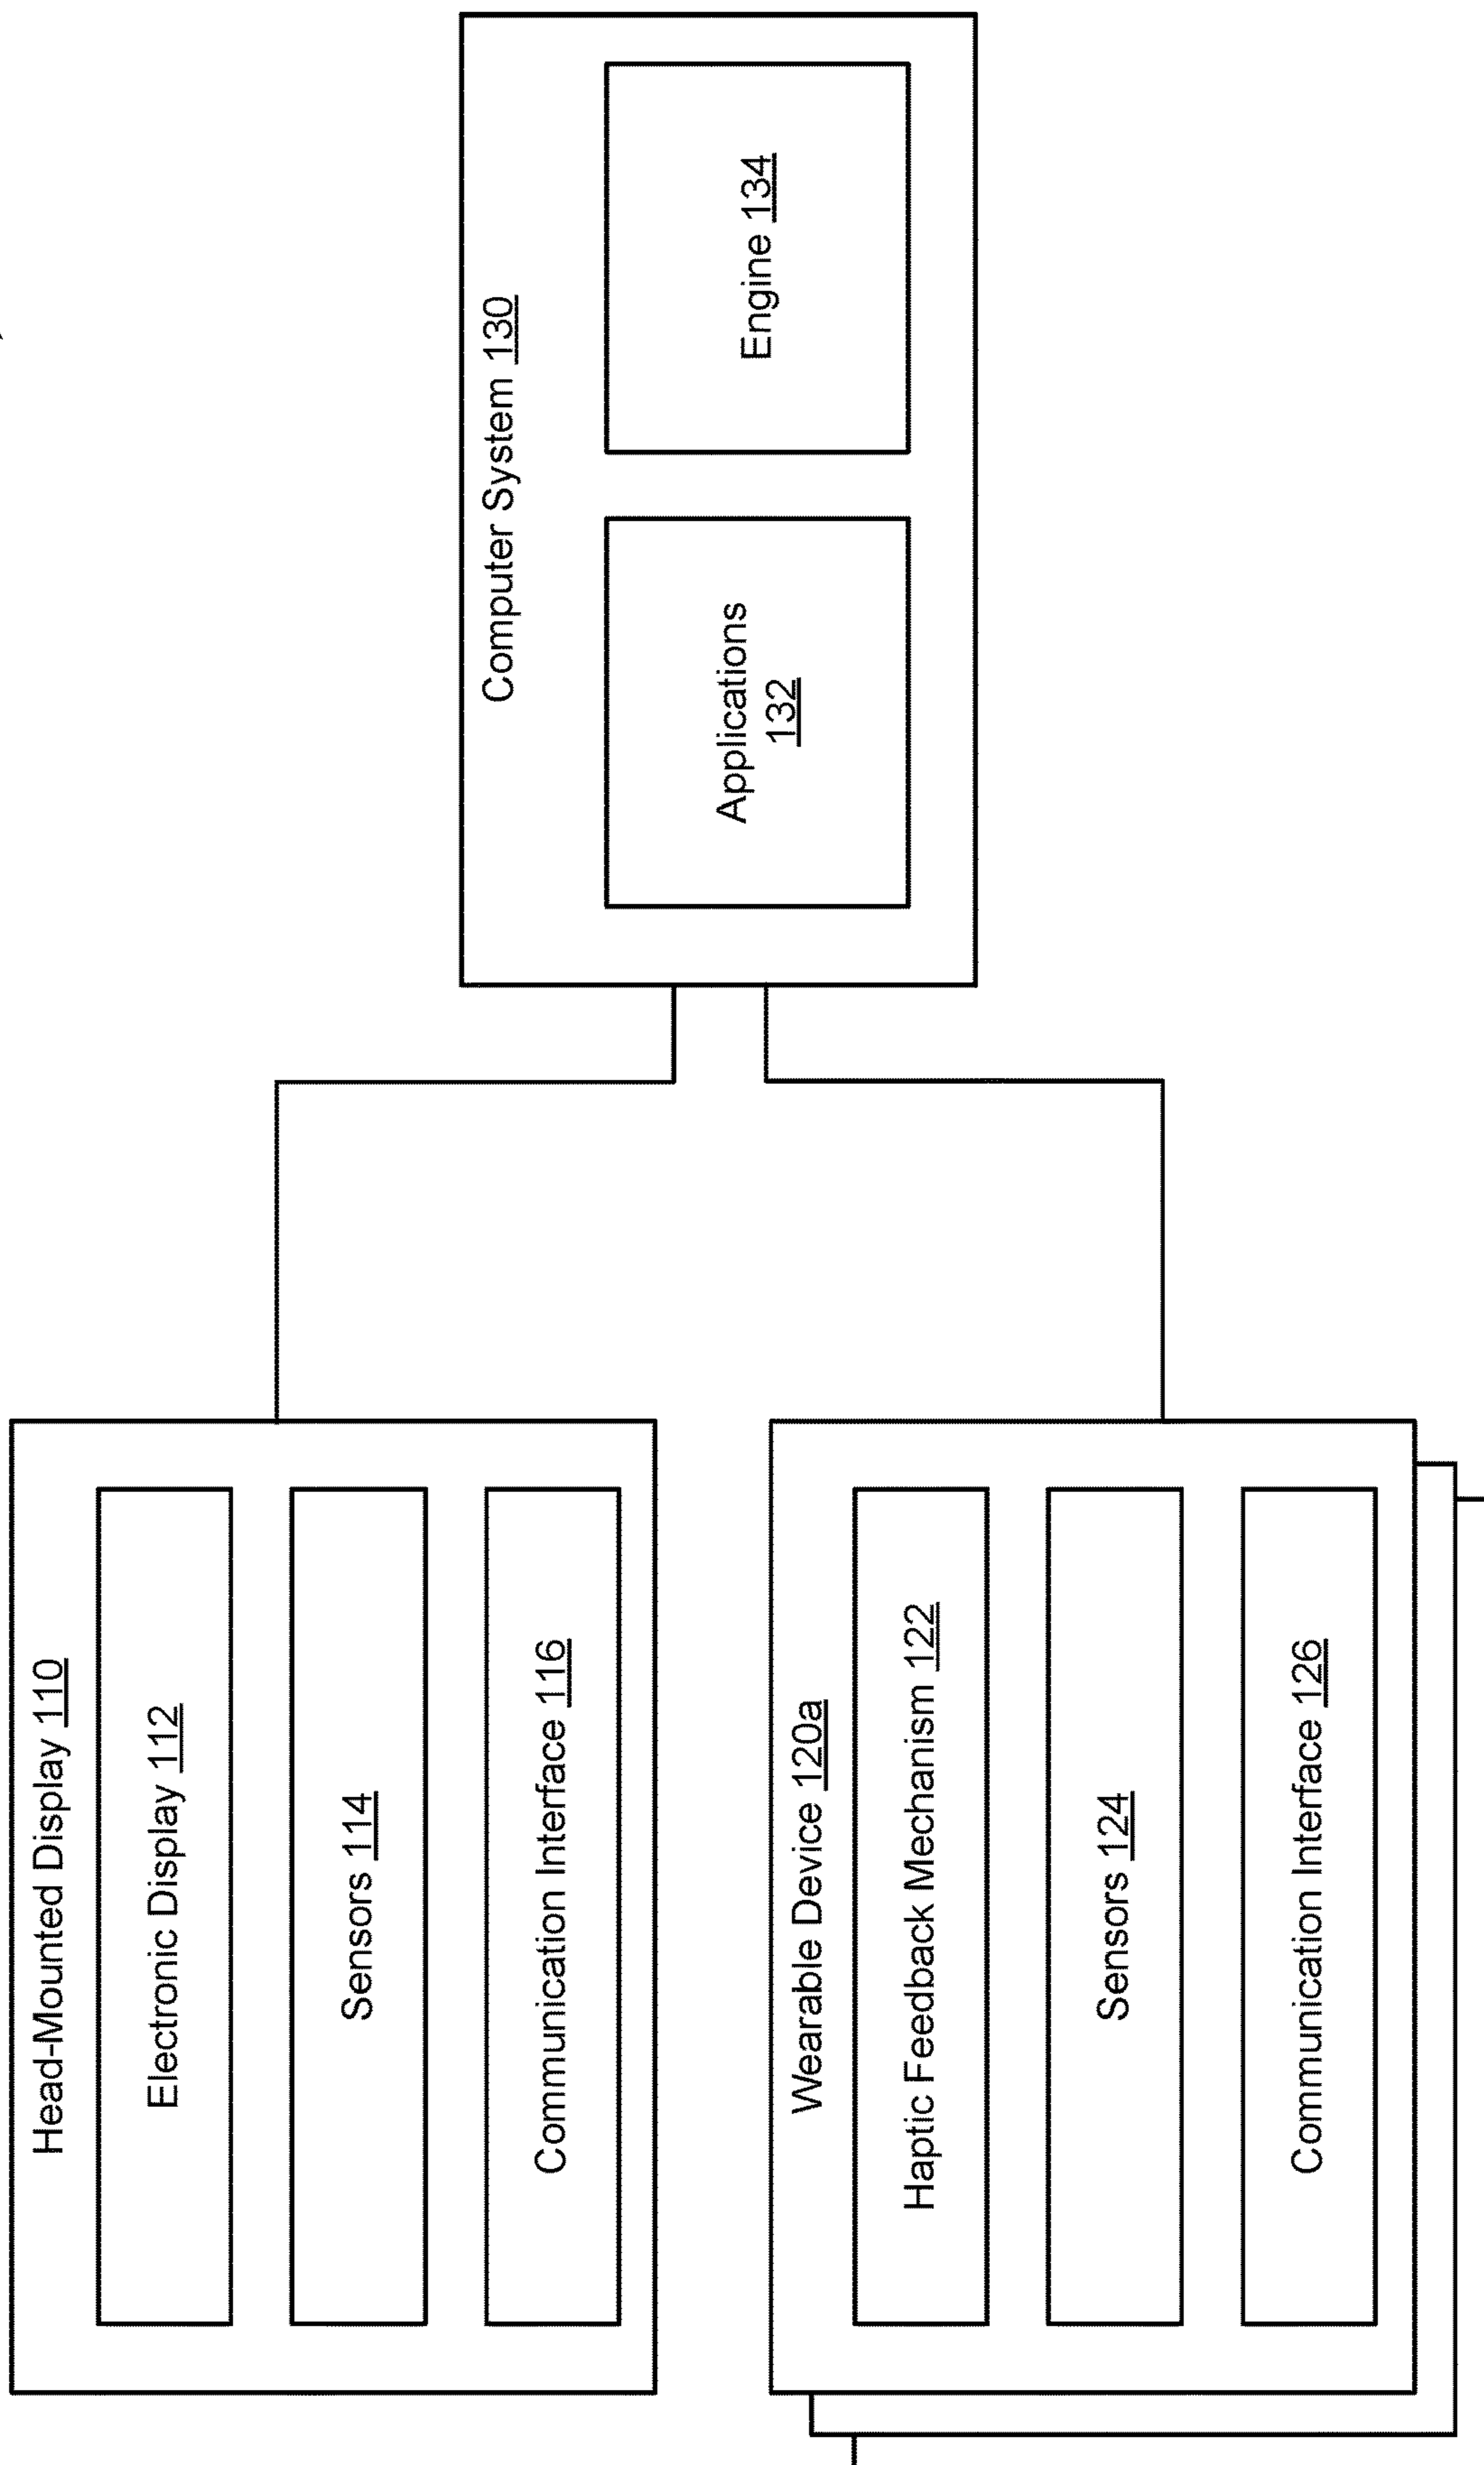 Head-Mounted Display 110
Electronic Display 112
Sensors 114
Communication Interface 116
Computer System 130
Applications
132
Engine 134
Wearable Device 120a
Haptic Feedback Mechanism 122
Sensors 124
Communication Interface 126